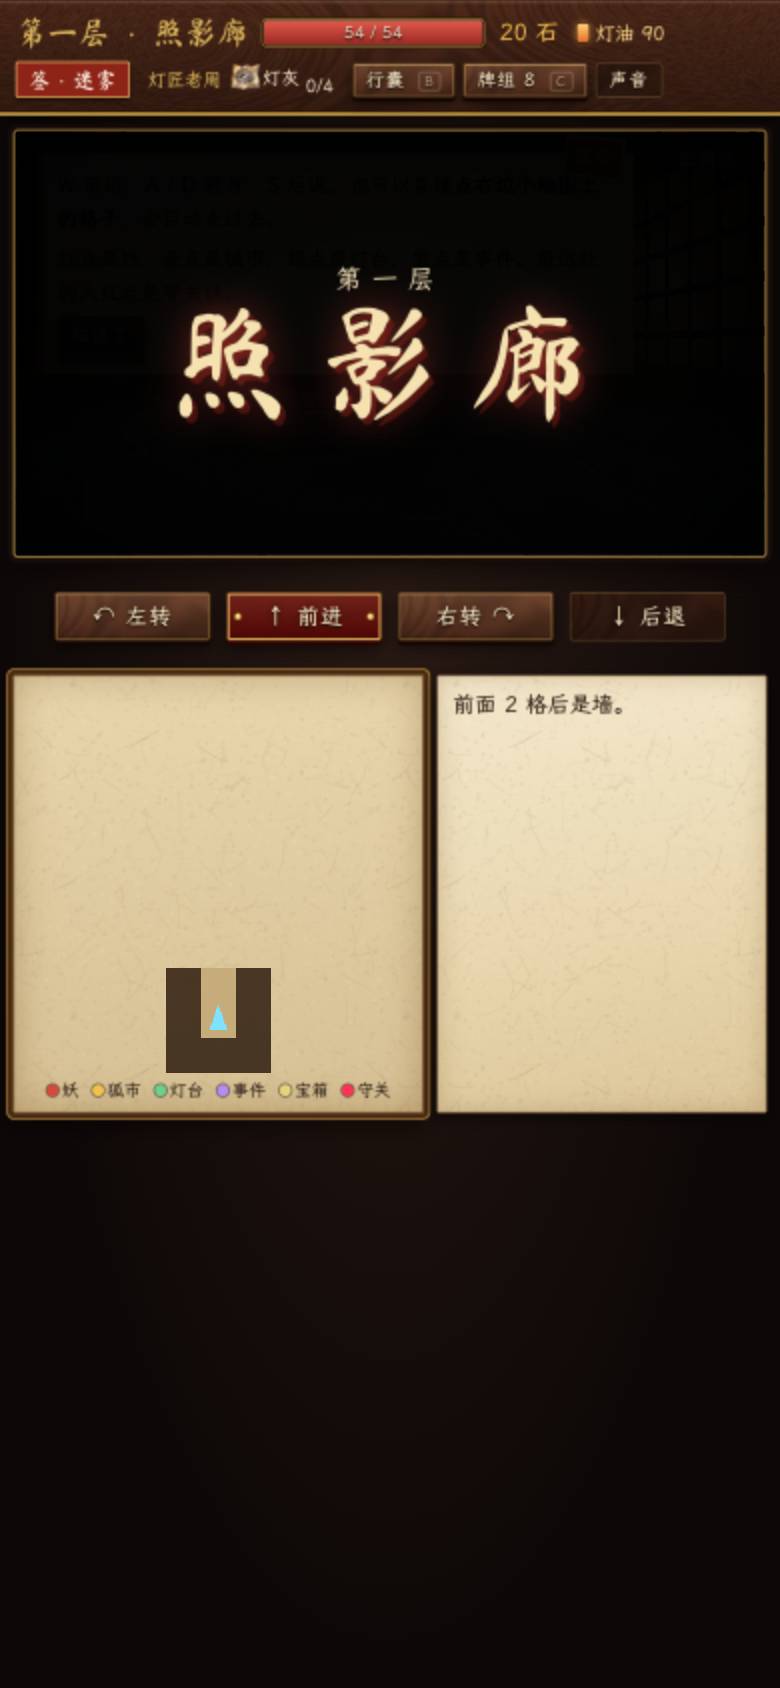 第一层 · 照影廊 54 / 54 20 石 灯油 90
签 · 迷雾 灯匠老周 灯灰 0/4 行囊 B 牌组 8 C 声音
第一层
照影廊
↶ 左转 ↑ 前进 右转 ↷ ↓ 后退
前面 2 格后是墙。
妖 狐市 灯台 事件 宝箱 守关